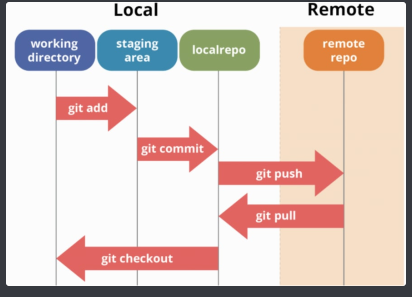 Local
Remote
working
directory
staging
area
localrepo
remote
repo
git add
git commit
git push
git pull
git checkout